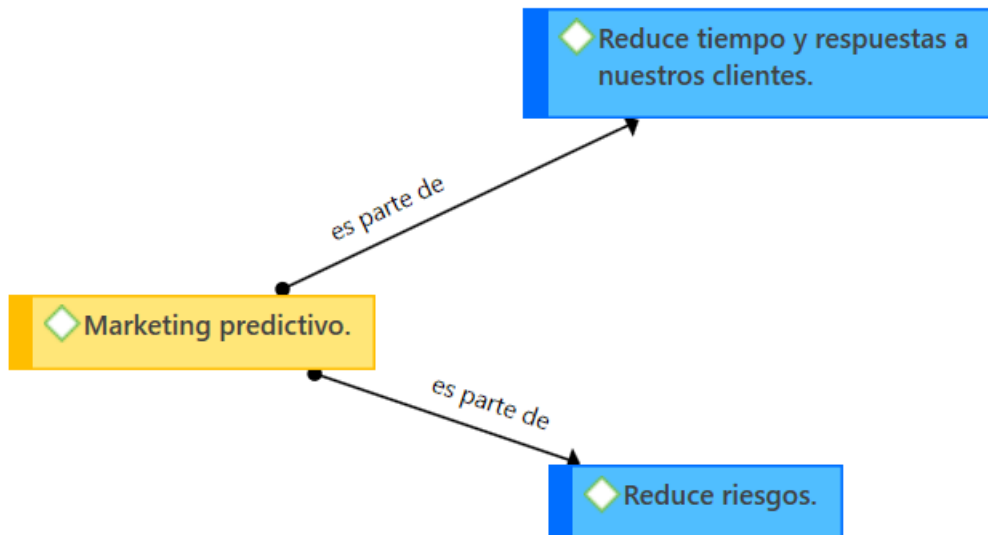 Reduce tiempo y respuestas a
nuestros clientes.
es parte de
Marketing predictivo.
es parte de
Reduce riesgos.